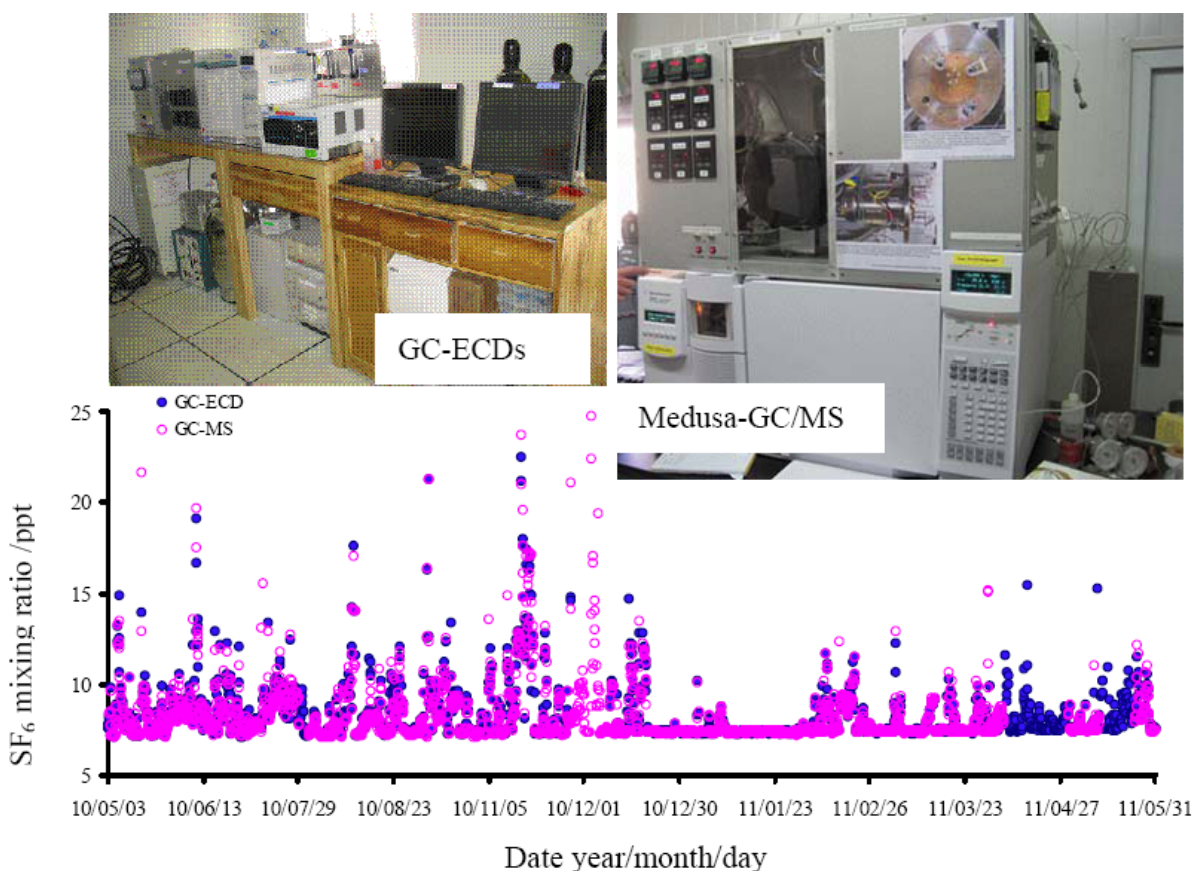 GC-ECDs
Medusa-GC/MS
GC-ECD
GC-MS
25
20
15
10
5
SF₆ mixing ratio /ppt
10/05/03 10/06/13 10/07/29 10/08/23 10/11/05 10/12/01 10/12/30 11/01/23 11/02/26 11/03/23 11/04/27 11/05/31
Date year/month/day